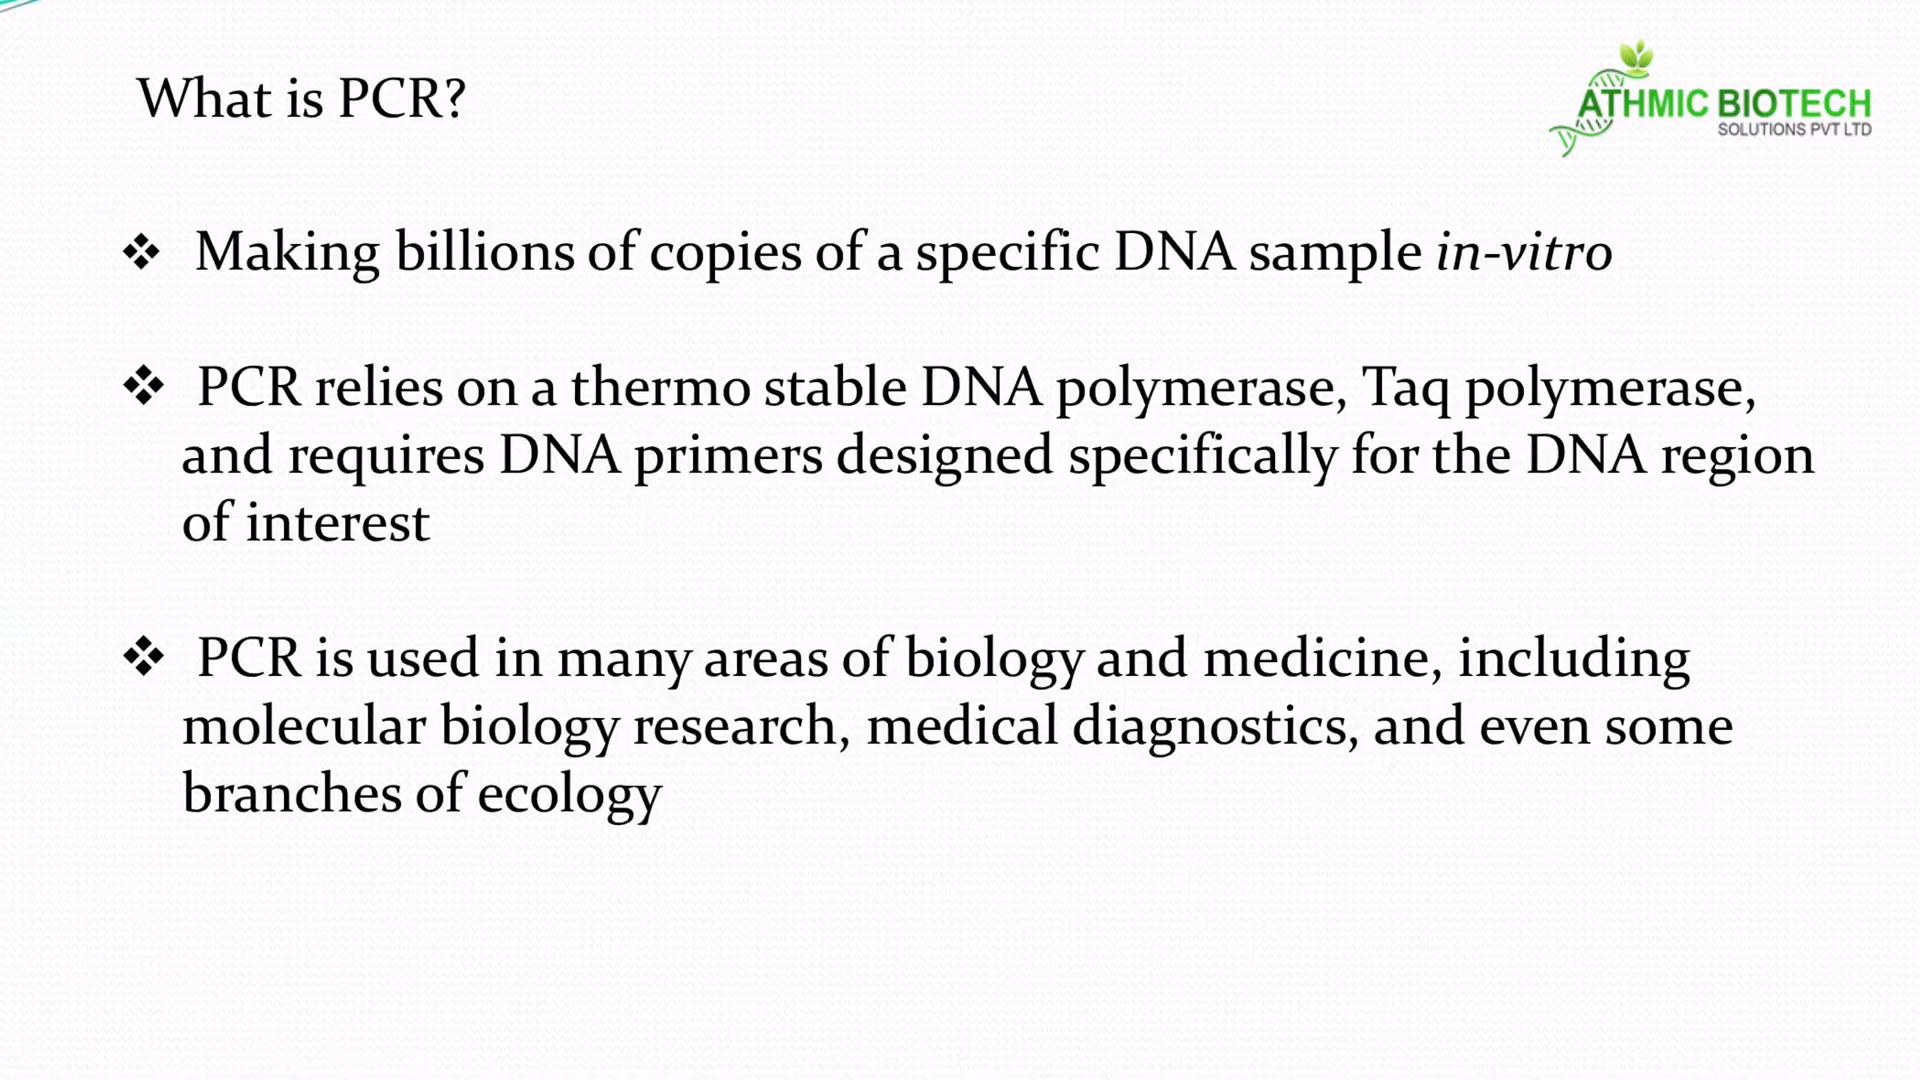 What is PCR?
ATHMIC BIOTECH
SOLUTIONS PVT LTD
❖ Making billions of copies of a specific DNA sample in-vitro
❖ PCR relies on a thermo stable DNA polymerase, Taq polymerase,
and requires DNA primers designed specifically for the DNA region
of interest
❖ PCR is used in many areas of biology and medicine, including
molecular biology research, medical diagnostics, and even some
branches of ecology